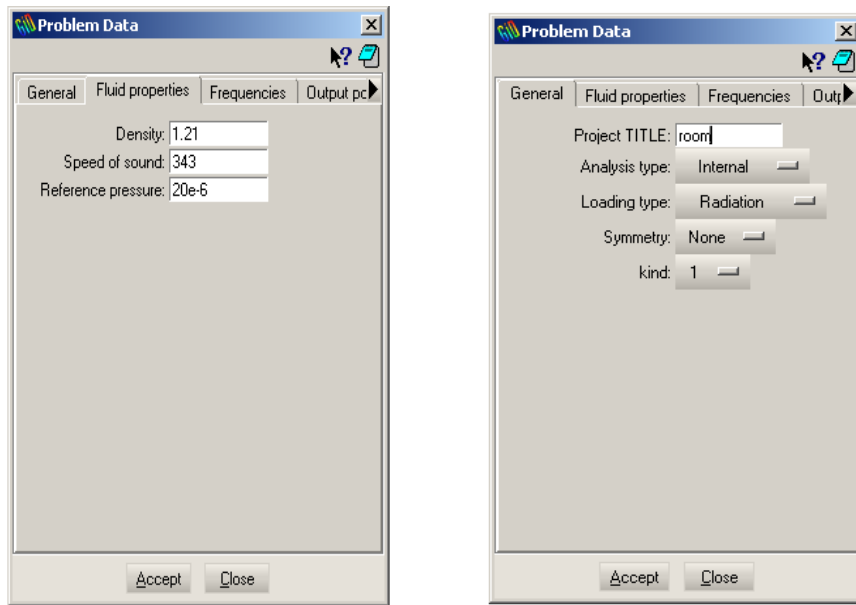 Problem Data
General Fluid properties Frequencies Output po
Density: 1.21
Speed of sound: 343
Reference pressure: 20e-6
Accept Close
Problem Data
General Fluid properties Frequencies Outp
Project TITLE: room
Analysis type: Internal
Loading type: Radiation
Symmetry: None
kind: 1
Accept Close